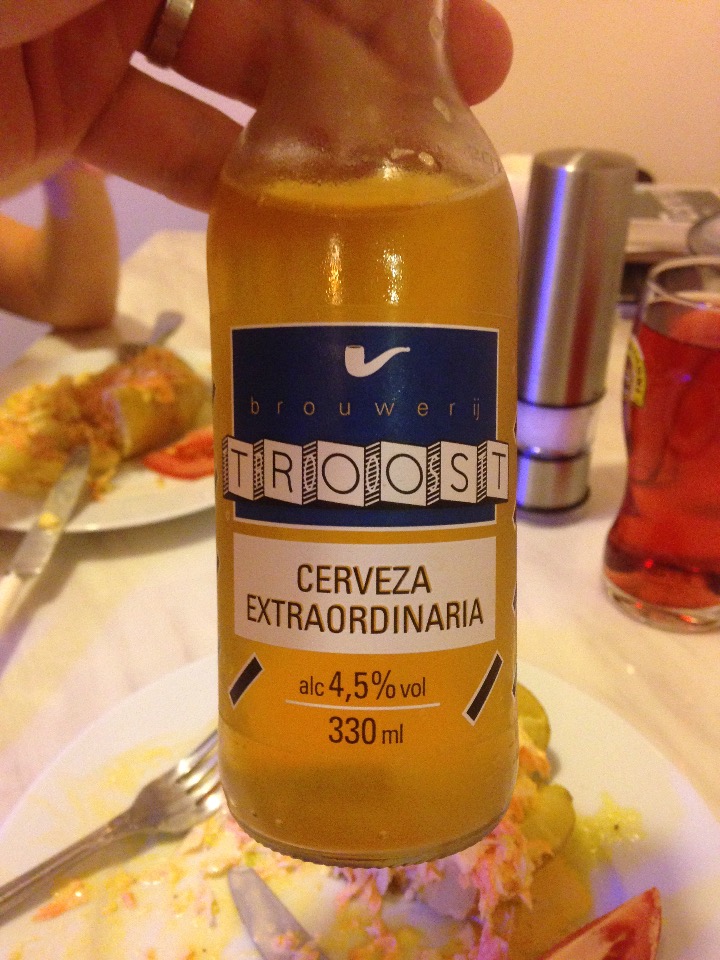 brouwerij
TROOST
CERVEZA
EXTRAORDINARIA
alc 4,5% vol
330 ml